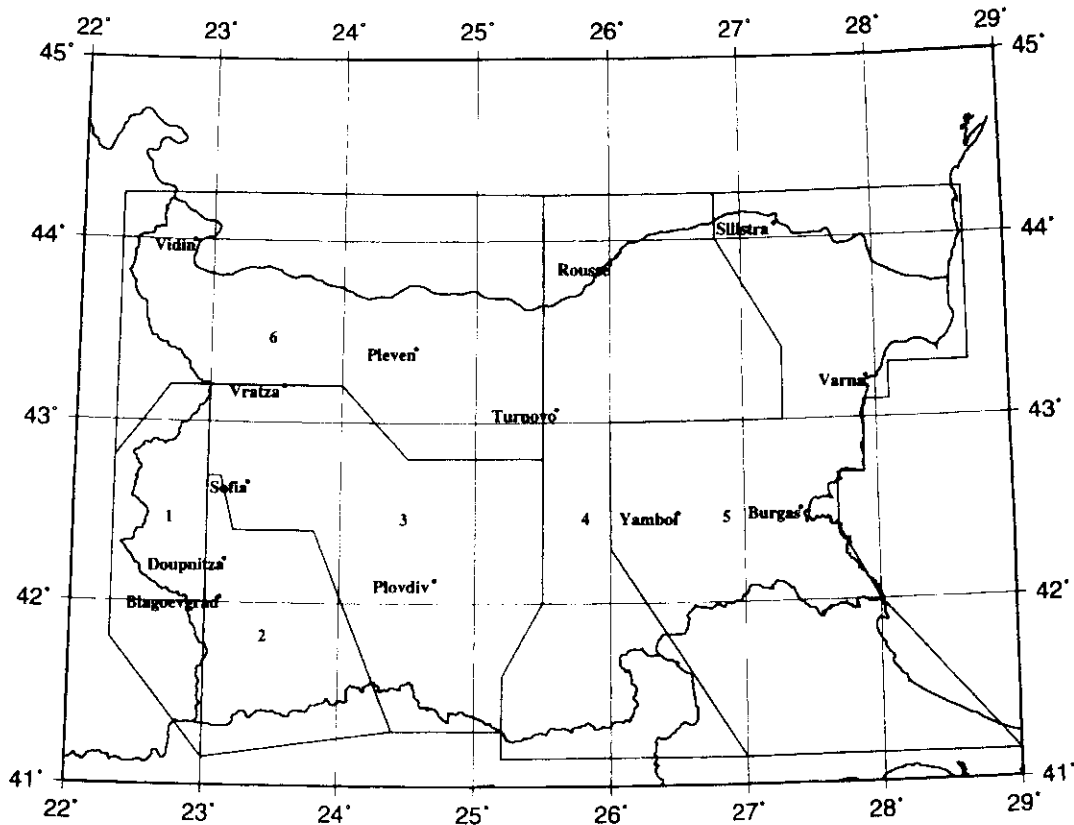 22° 23° 24° 25° 26° 27° 28° 29°
45° 45°
44° 44°
Vidin
Silistra
Rousse
6
Pleven
Vratza
Varna
43° 43°
Turnovo
Sofia
1 3 4 Yambol 5 Burgas
Doupnitza
Plovdiv
42° 42°
Blagoevgrad
2
41° 41°
22° 23° 24° 25° 26° 27° 28° 29°